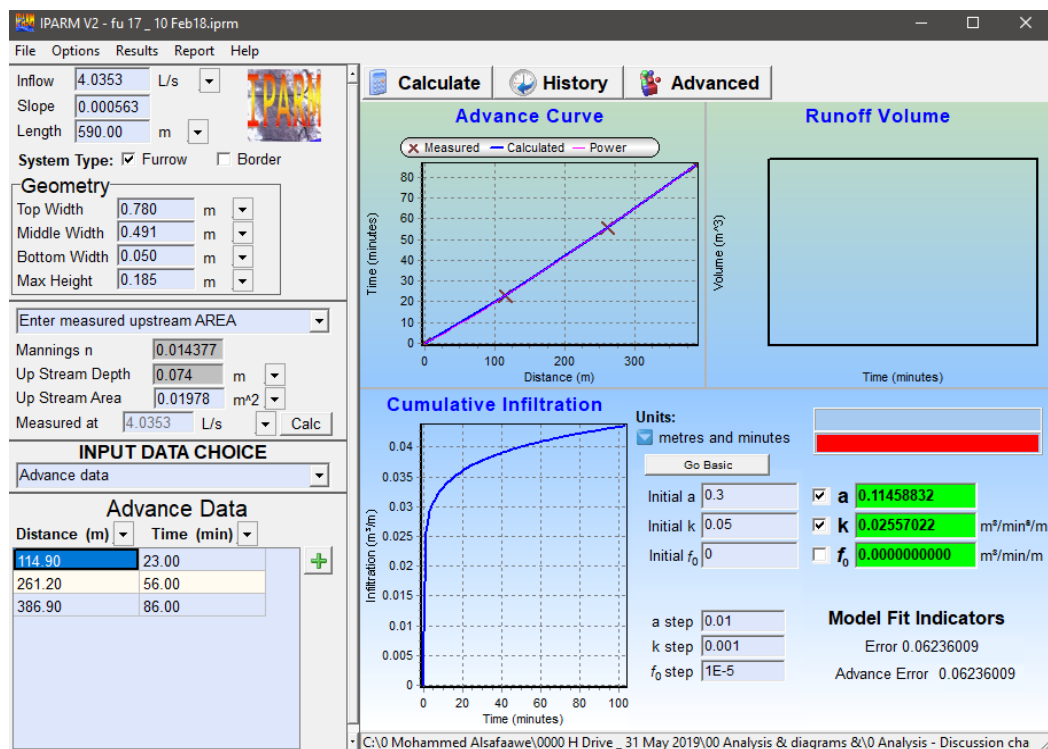 IPARM V2 - fu 17 _ 10 Feb18.iprm
File Options Results Report Help
Inflow 4.0353 L/s
Slope 0.000563
Length 590.00 m
IPARM
System Type: Furrow Border
Geometry
Top Width 0.780 m
Middle Width 0.491 m
Bottom Width 0.050 m
Max Height 0.185 m
Enter measured upstream AREA
Mannings n 0.014377
Up Stream Depth 0.074 m
Up Stream Area 0.01978 m^2
Measured at 4.0353 L/s Calc
INPUT DATA CHOICE
Advance data
Advance Data
Distance (m) Time (min)
114.90 23.00
261.20 56.00
386.90 86.00
Calculate History Advanced
Advance Curve
Measured Calculated Power
Time (minutes)
80
70
60
50
40
30
20
10
0
0 100 200 300
Distance (m)
Runoff Volume
Volume (m^3)
Time (minutes)
Cumulative Infiltration
Infiltration (m³/m)
0.04
0.035
0.03
0.025
0.02
0.015
0.01
0.005
0
0 20 40 60 80 100
Time (minutes)
Units:
metres and minutes
Go Basic
Initial a 0.3 a 0.11458832
Initial k 0.05 k 0.02557022 m³/minª/m
Initial f0 0 f0 0.0000000000 m³/min/m
a step 0.01
k step 0.001
f0 step 1E-5
Model Fit Indicators
Error 0.06236009
Advance Error 0.06236009
C:\0 Mohammed Alsafaawe\0000 H Drive _ 31 May 2019\00 Analysis & diagrams &\0 Analysis - Discussion cha